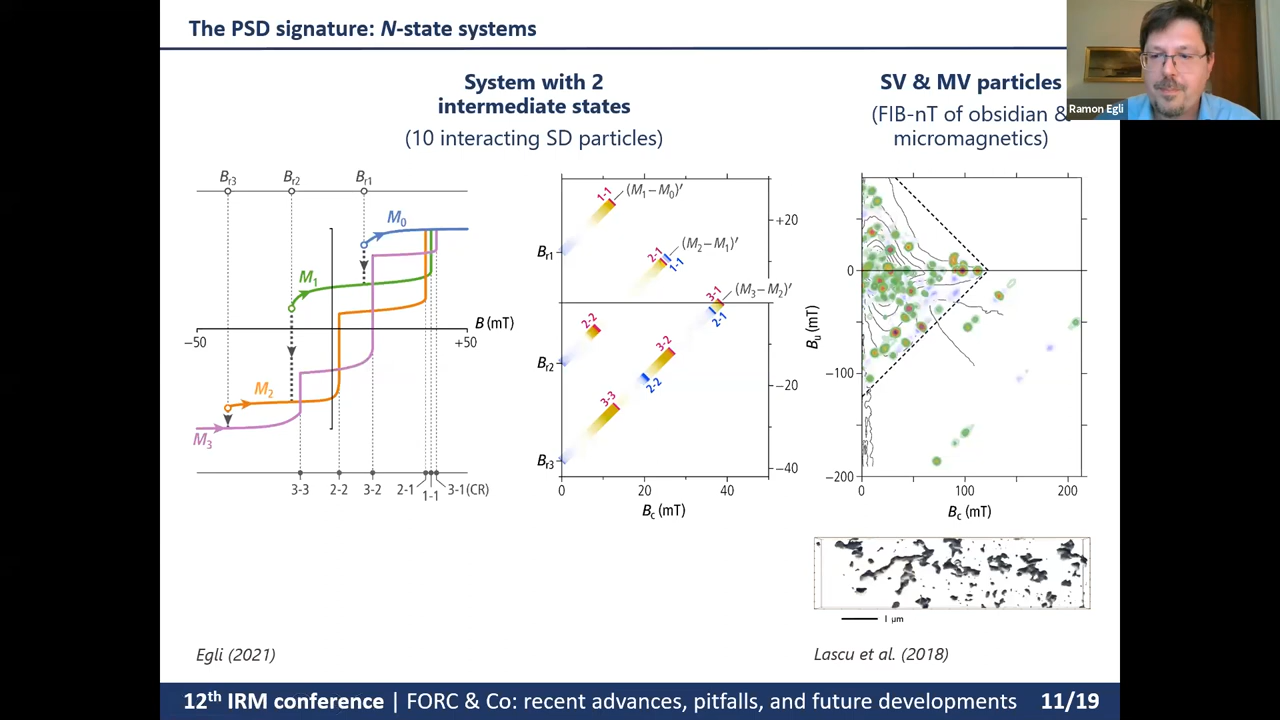 The PSD signature: N-state systems
Ramon Egli
System with 2
intermediate states
(10 interacting SD particles)
SV & MV particles
(FIB-nT of obsidian &
micromagnetics)
Br3
Br2
Br1
M0
M1
M2
M3
B (mT)
−50
+50
3-3
2-2
3-2
2-1
1-1
3-1(CR)
1-1
(M1−M0)′
2-1
1-1
(M2−M1)′
3-1
2-1
(M3−M2)′
2-2
3-2
2-2
3-3
Br1
Br2
Br3
+20
−20
−40
0
20
40
Bc (mT)
Bu (mT)
0
−100
−200
0
100
200
Bc (mT)
1 µm
Egli (2021)
Lascu et al. (2018)
12th IRM conference | FORC & Co: recent advances, pitfalls, and future developments 11/19